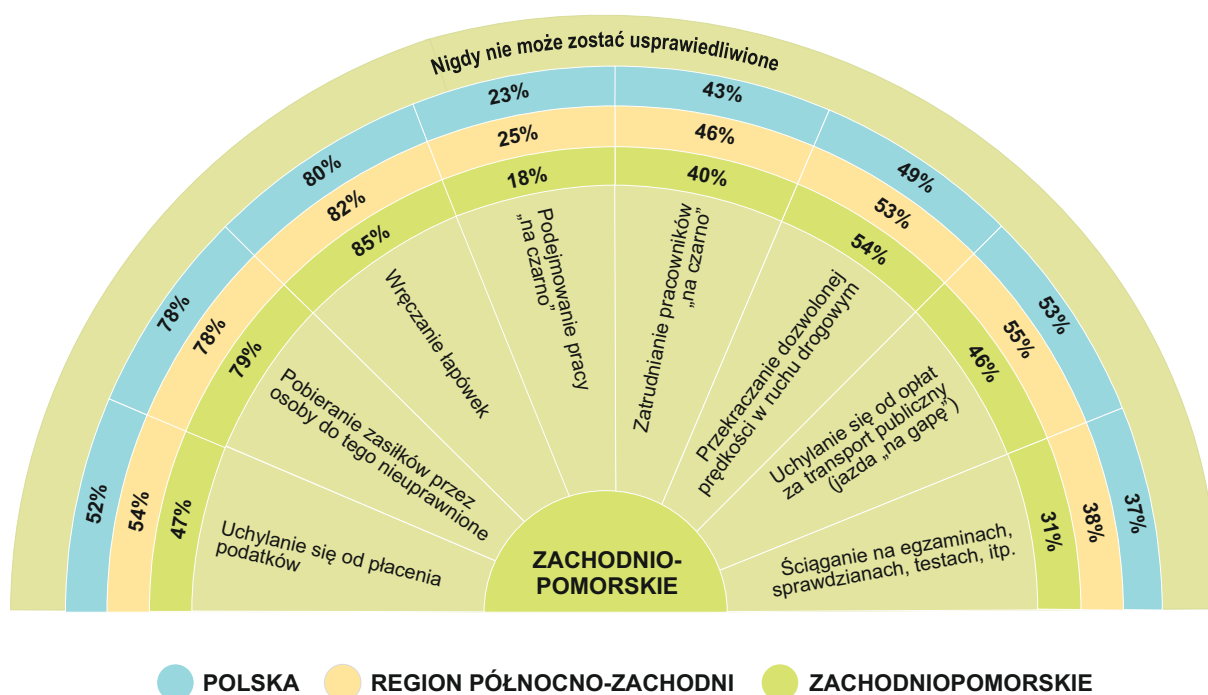 Nigdy nie może zostać usprawiedliwione
52%
78%
80%
23%
43%
49%
53%
37%
54%
78%
82%
25%
46%
53%
55%
38%
47%
79%
85%
18%
40%
54%
46%
31%
Uchylanie się od płacenia
podatków
Pobieranie zasiłków przez
osoby do tego nieuprawnione
Wręczanie łapówek
Podejmowanie pracy
„na czarno”
Zatrudnianie pracowników
„na czarno”
Przekraczanie dozwolonej
prędkości w ruchu drogowym
Uchylanie się od opłat
za transport publiczny
(jazda „na gapę”)
Ściąganie na egzaminach,
sprawdzianach, testach, itp.
ZACHODNIO-
POMORSKIE
POLSKA
REGION PÓŁNOCNO-ZACHODNI
ZACHODNIOPOMORSKIE